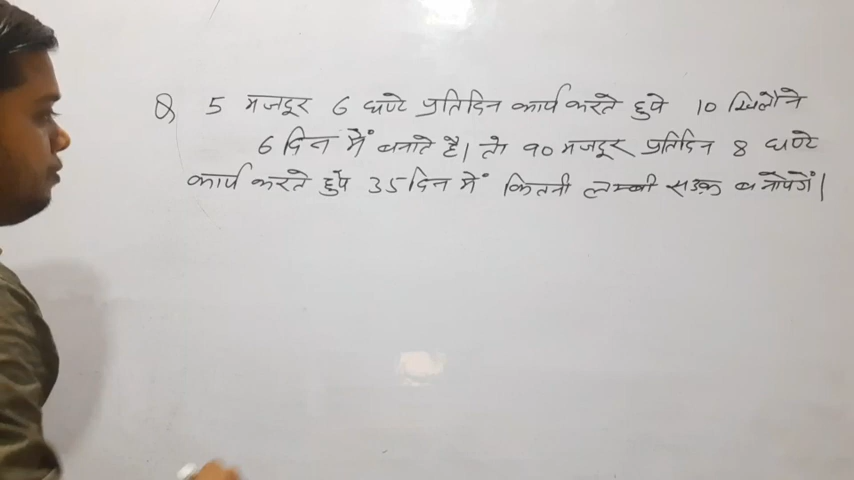 Q, 5 मजदूर 6 घण्टे प्रतिदिन कार्य करते हुये 10 खिलौने
6 दिन में बनाते है। तो 90 मजदूर प्रतिदिन 8 घण्टे
कार्य करते हुये 35 दिन में कितनी लम्बी सड़क बनायेगें।